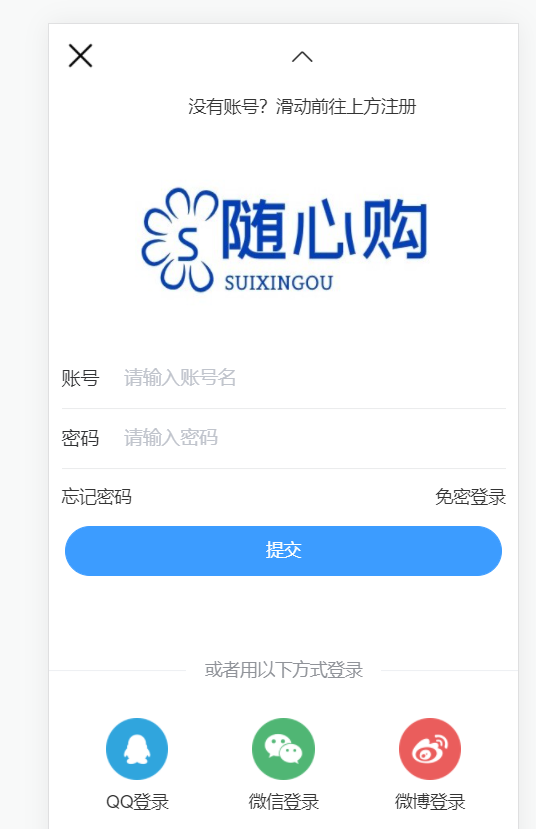 没有账号？滑动前往上方注册
S
随心购
SUIXINGOU
账号 请输入账号名
密码 请输入密码
忘记密码 免密登录
提交
或者用以下方式登录
QQ登录 微信登录 微博登录